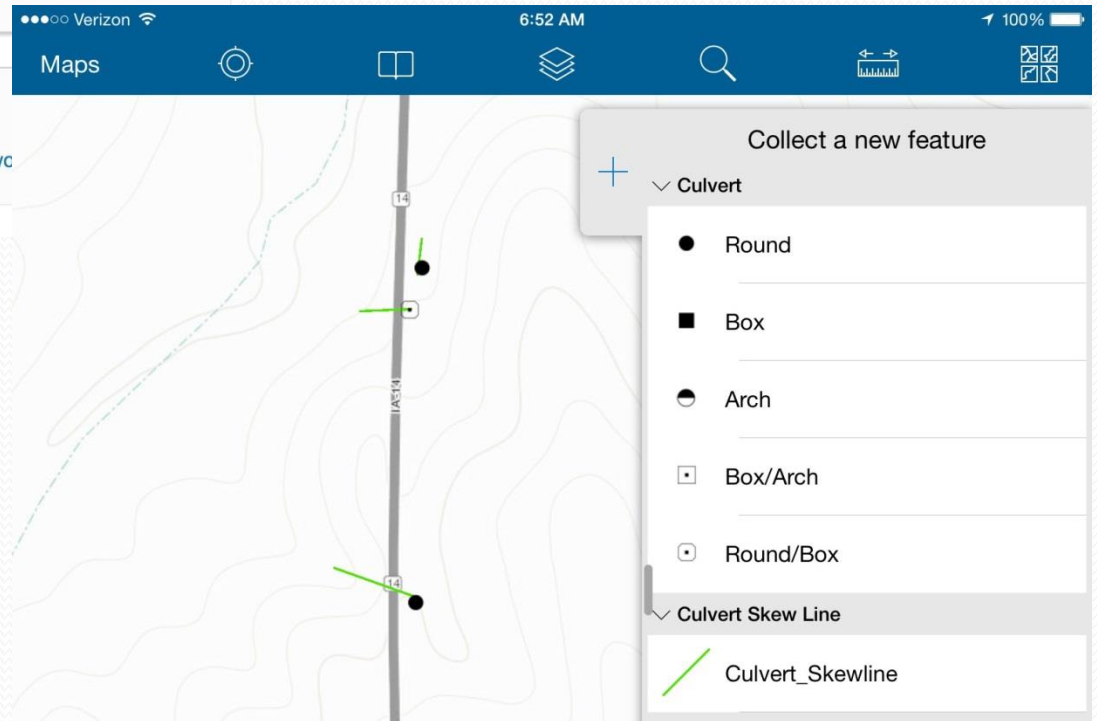 Verizon 6:52 AM 100%
Maps
14
IA-14
14
Collect a new feature
Culvert
Round
Box
Arch
Box/Arch
Round/Box
Culvert Skew Line
Culvert_Skewline